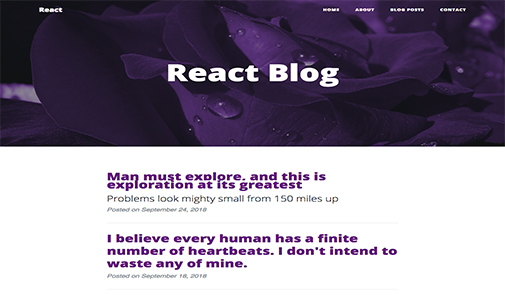 React
HOME ABOUT BLOG POSTS CONTACT
React Blog
Man must explore, and this is
exploration at its greatest
Problems look mighty small from 150 miles up
Posted on September 24, 2018
I believe every human has a finite
number of heartbeats. I don't intend to
waste any of mine.
Posted on September 18, 2018